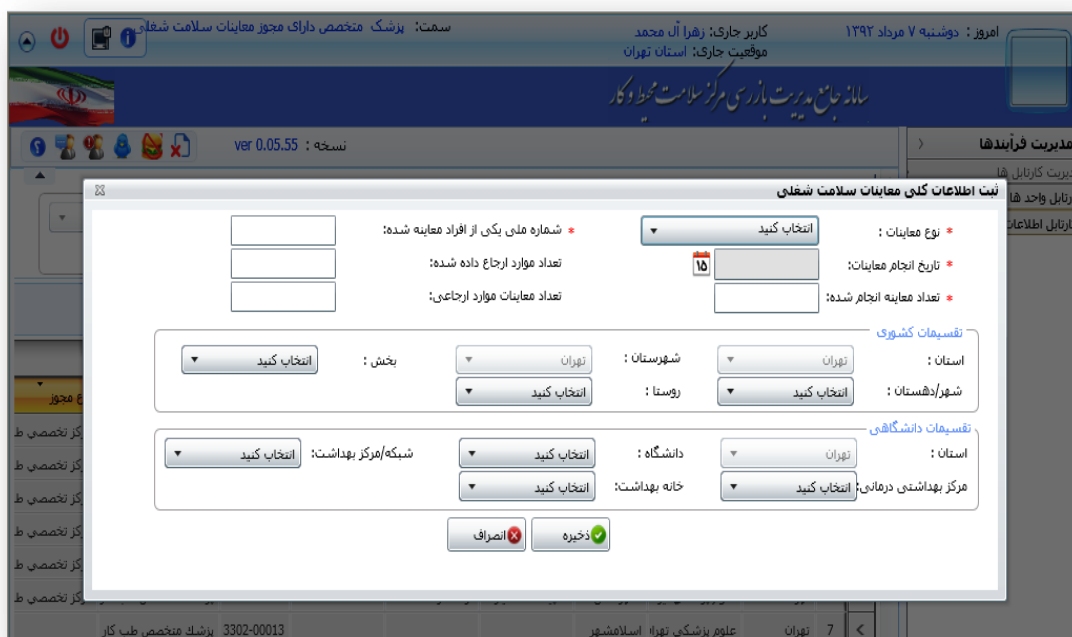 امروز : دوشنبه ۷ مرداد ۱۳۹۲
کاربر جاری: زهرا آل محمد
سمت: پزشک متخصص دارای مجوز معاینات سلامت شغلی
موقعیت جاری: استان تهران
سامانه جامع مدیریت بازرسی مرکز سلامت محیط و کار
مدیریت فرآیندها
نسخه : ver 0.05.55
ثبت اطلاعات کلی معاینات سلامت شغلی
* نوع معاینات : انتخاب کنید * شماره ملی یکی از افراد معاینه شده:
* تاریخ انجام معاینات: ۱۵ تعداد موارد ارجاع داده شده:
* تعداد معاینه انجام شده: تعداد معاینات موارد ارجاعی:
تقسیمات کشوری
استان : تهران شهرستان : تهران بخش : انتخاب کنید
شهر/دهستان : انتخاب کنید روستا : انتخاب کنید
تقسیمات دانشگاهی
استان : تهران دانشگاه : انتخاب کنید شبکه/مرکز بهداشت: انتخاب کنید
مرکز بهداشتی درمانی: انتخاب کنید خانه بهداشت: انتخاب کنید
ذخیره انصراف
7 تهران علوم پزشکی تهران اسلامشهر 3302-00013 پزشك متخصص طب كار